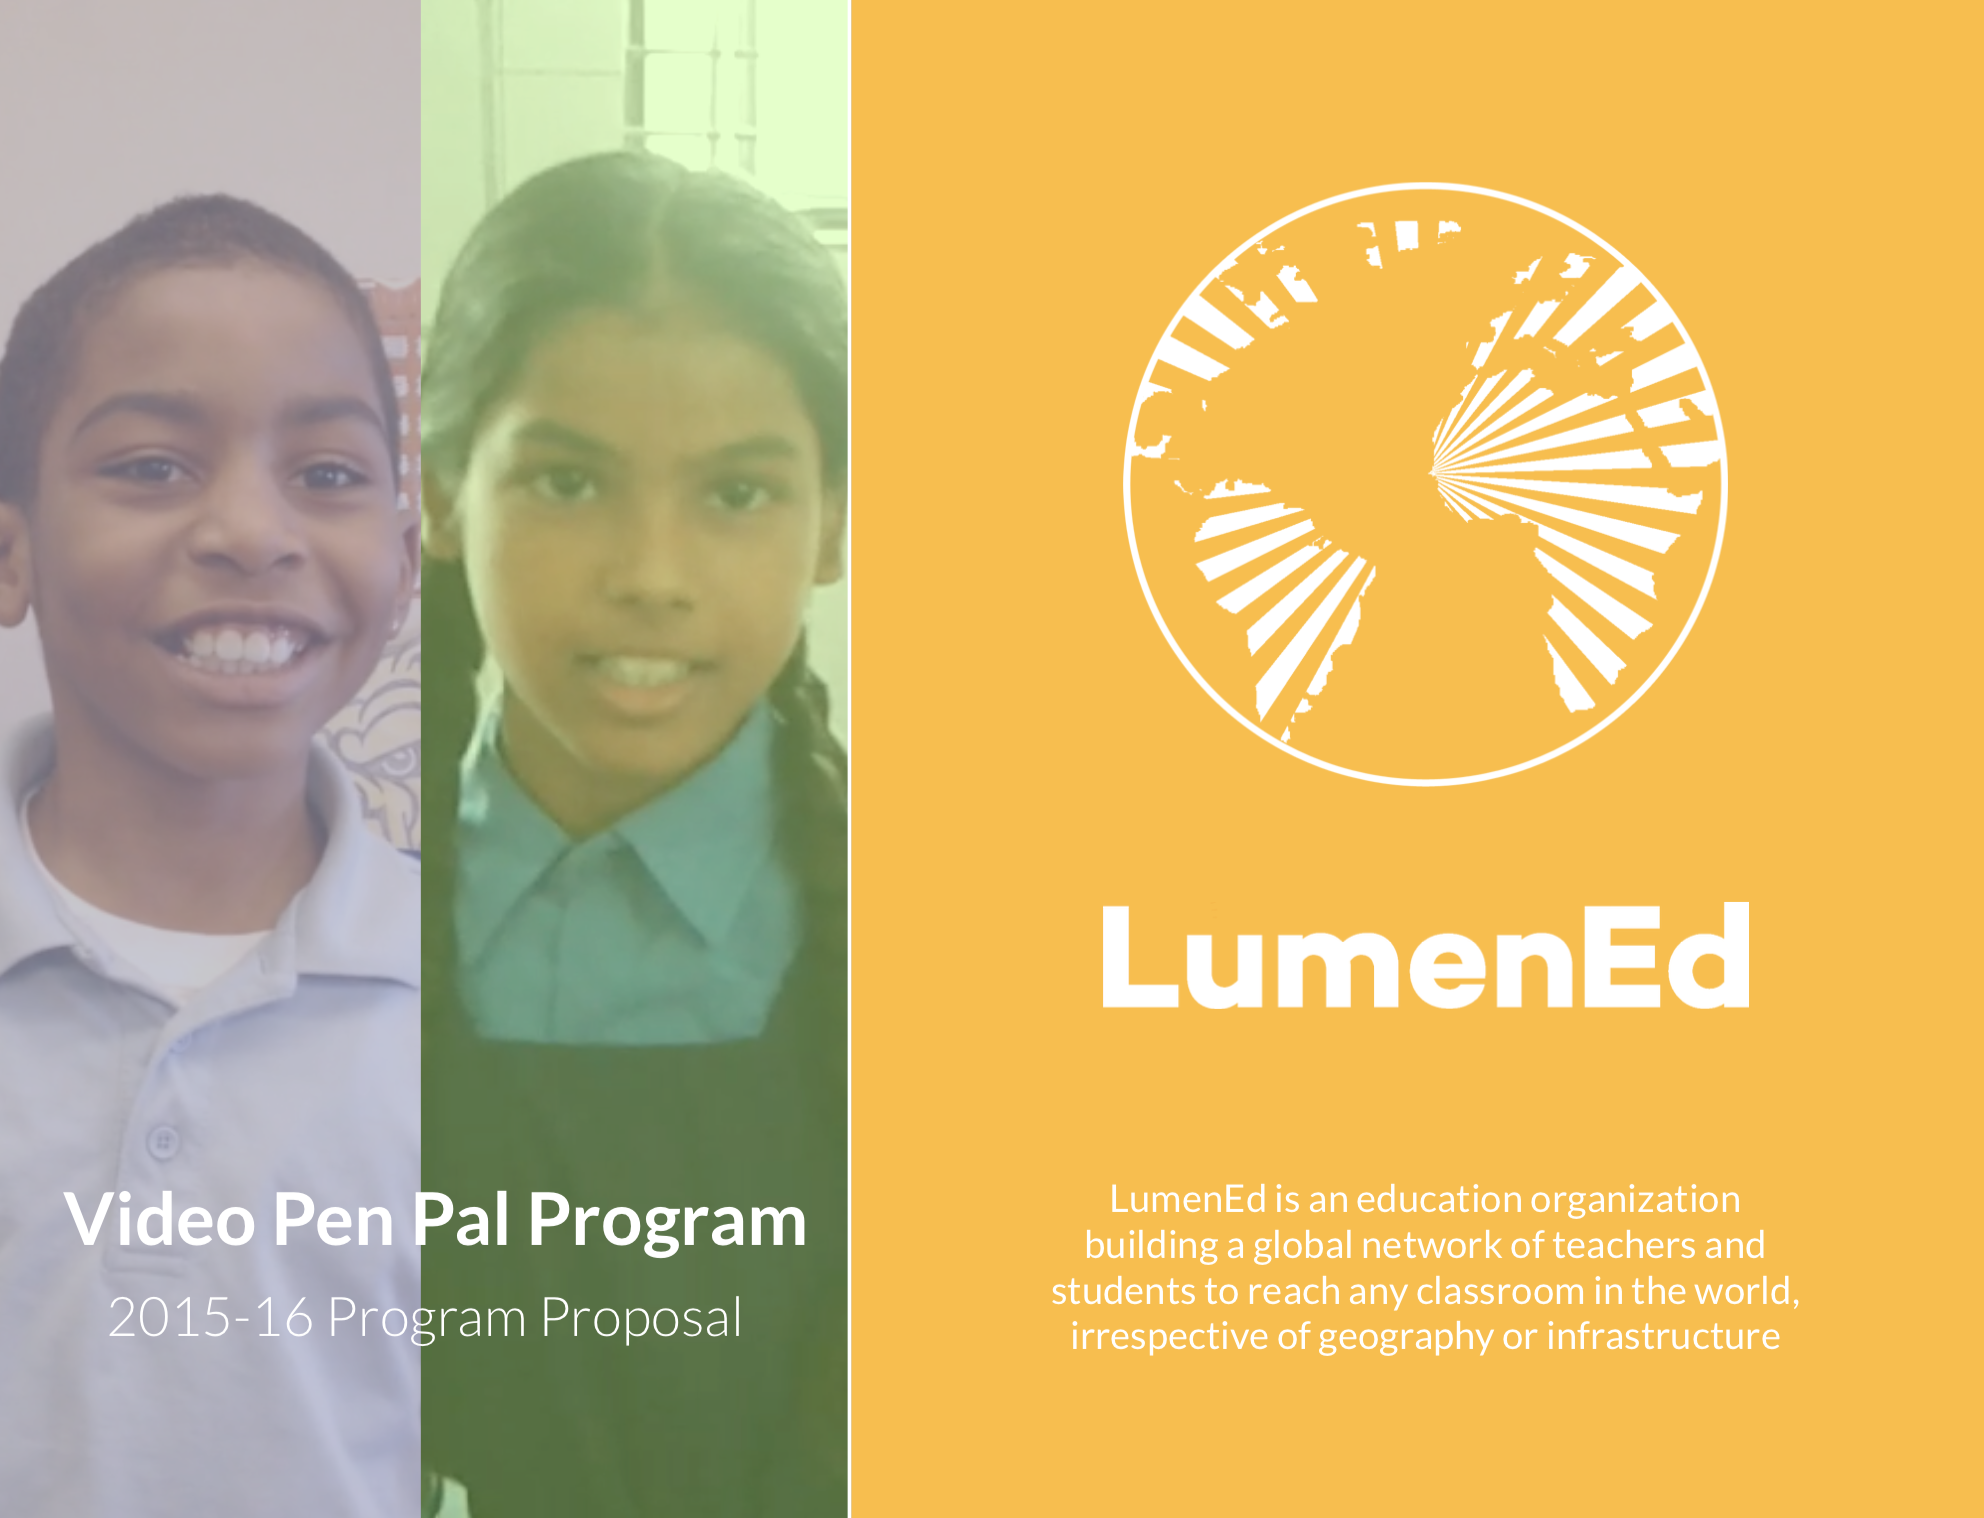 Video Pen Pal Program
2015-16 Program Proposal
LumenEd
LumenEd is an education organization
building a global network of teachers and
students to reach any classroom in the world,
irrespective of geography or infrastructure